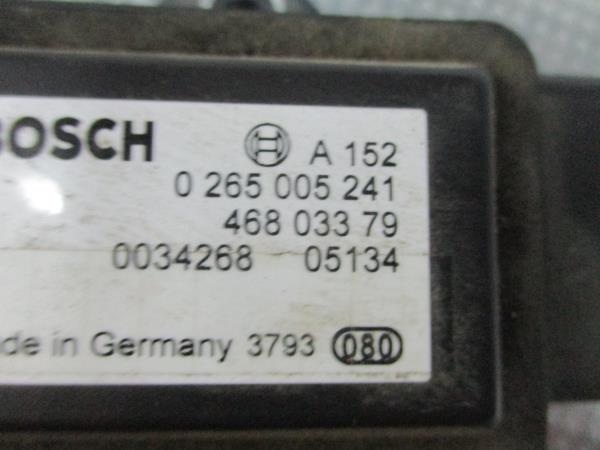 BOSCH A 152
0 265 005 241
468 033 79
0034268 05134
de in Germany 3793 080